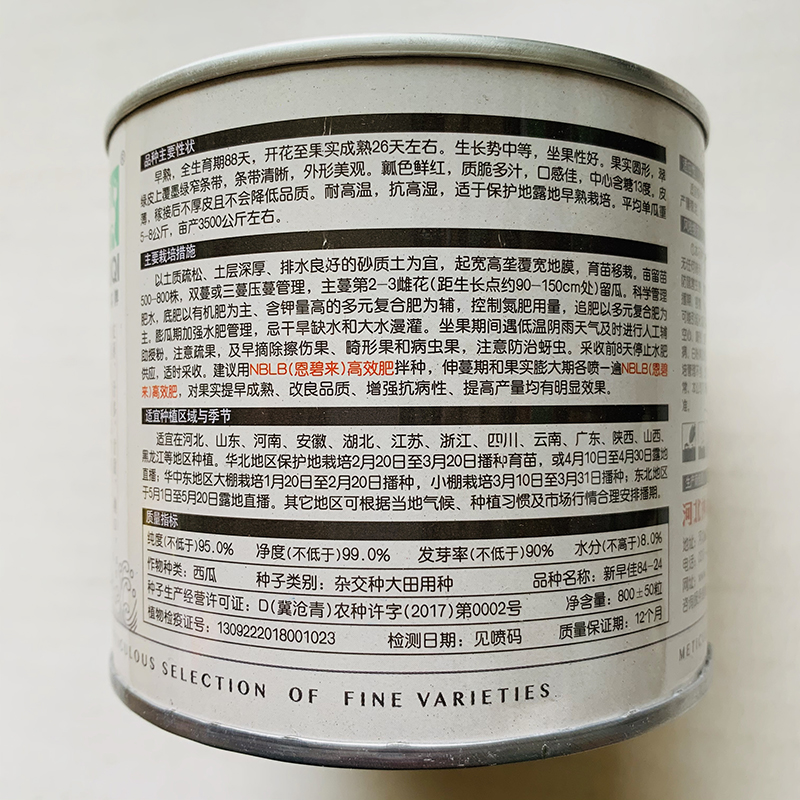 品种主要性状
早熟，全生育期88天，开花至果实成熟26天左右。生长势中等，坐果性好。果实圆形，翠
绿皮上覆墨绿窄条带，条带清晰，外形美观。瓤色鲜红，质脆多汁，口感佳，中心含糖13度。皮
薄，稼接后不厚皮且不会降低品质。耐高温，抗高湿，适于保护地露地早熟栽培。平均单瓜重
5-8公斤，亩产3500公斤左右。
主要栽培措施
以土质疏松、土层深厚、排水良好的砂质土为宜，起宽高垄覆宽地膜，育苗移栽。亩留苗
500-800株，双蔓或三蔓压蔓管理，主蔓第2-3雌花(距生长点约90-150cm处)留瓜。科学管理
肥水，底肥以有机肥为主、含钾量高的多元复合肥为辅，控制氮肥用量，追肥以多元复合肥为
主，膨瓜期加强水肥管理，忌干旱缺水和大水漫灌。坐果期间遇低温阴雨天气及时进行人工辅
助授粉，注意疏果，及早摘除擦伤果、畸形果和病虫果，注意防治蚜虫。采收前8天停止水肥
供应，适时采收。建议用NBLB(恩碧来)高效肥拌种，伸蔓期和果实膨大期各喷一遍NBLB(恩碧
来)高效肥，对果实提早成熟、改良品质、增强抗病性、提高产量均有明显效果。
适宜种植区域与季节
适宜在河北、山东、河南、安徽、湖北、江苏、浙江、四川、云南、广东、陕西、山西、
黑龙江等地区种植。华北地区保护地栽培2月20日至3月20日播种育苗，或4月10日至4月30日露地
直播；华中东地区大棚栽培1月20日至2月20日播种，小棚栽培3月10日至3月31日播种；东北地区
于5月1日至5月20日露地直播。其它地区可根据当地气候、种植习惯及市场行情合理安排播期。
质量指标
纯度(不低于)95.0% 净度(不低于)99.0% 发芽率(不低于)90% 水分(不高于)8.0%
作物种类：西瓜 种子类别：杂交种大田用种 品种名称：新早佳84-24
种子生产经营许可证：D(冀沧青)农种许字(2017)第0002号 净含量：800±50粒
植物检疫证号：1309222018001023 检测日期：见喷码 质量保证期：12个月
SELECTION OF FINE VARIETIES
河北